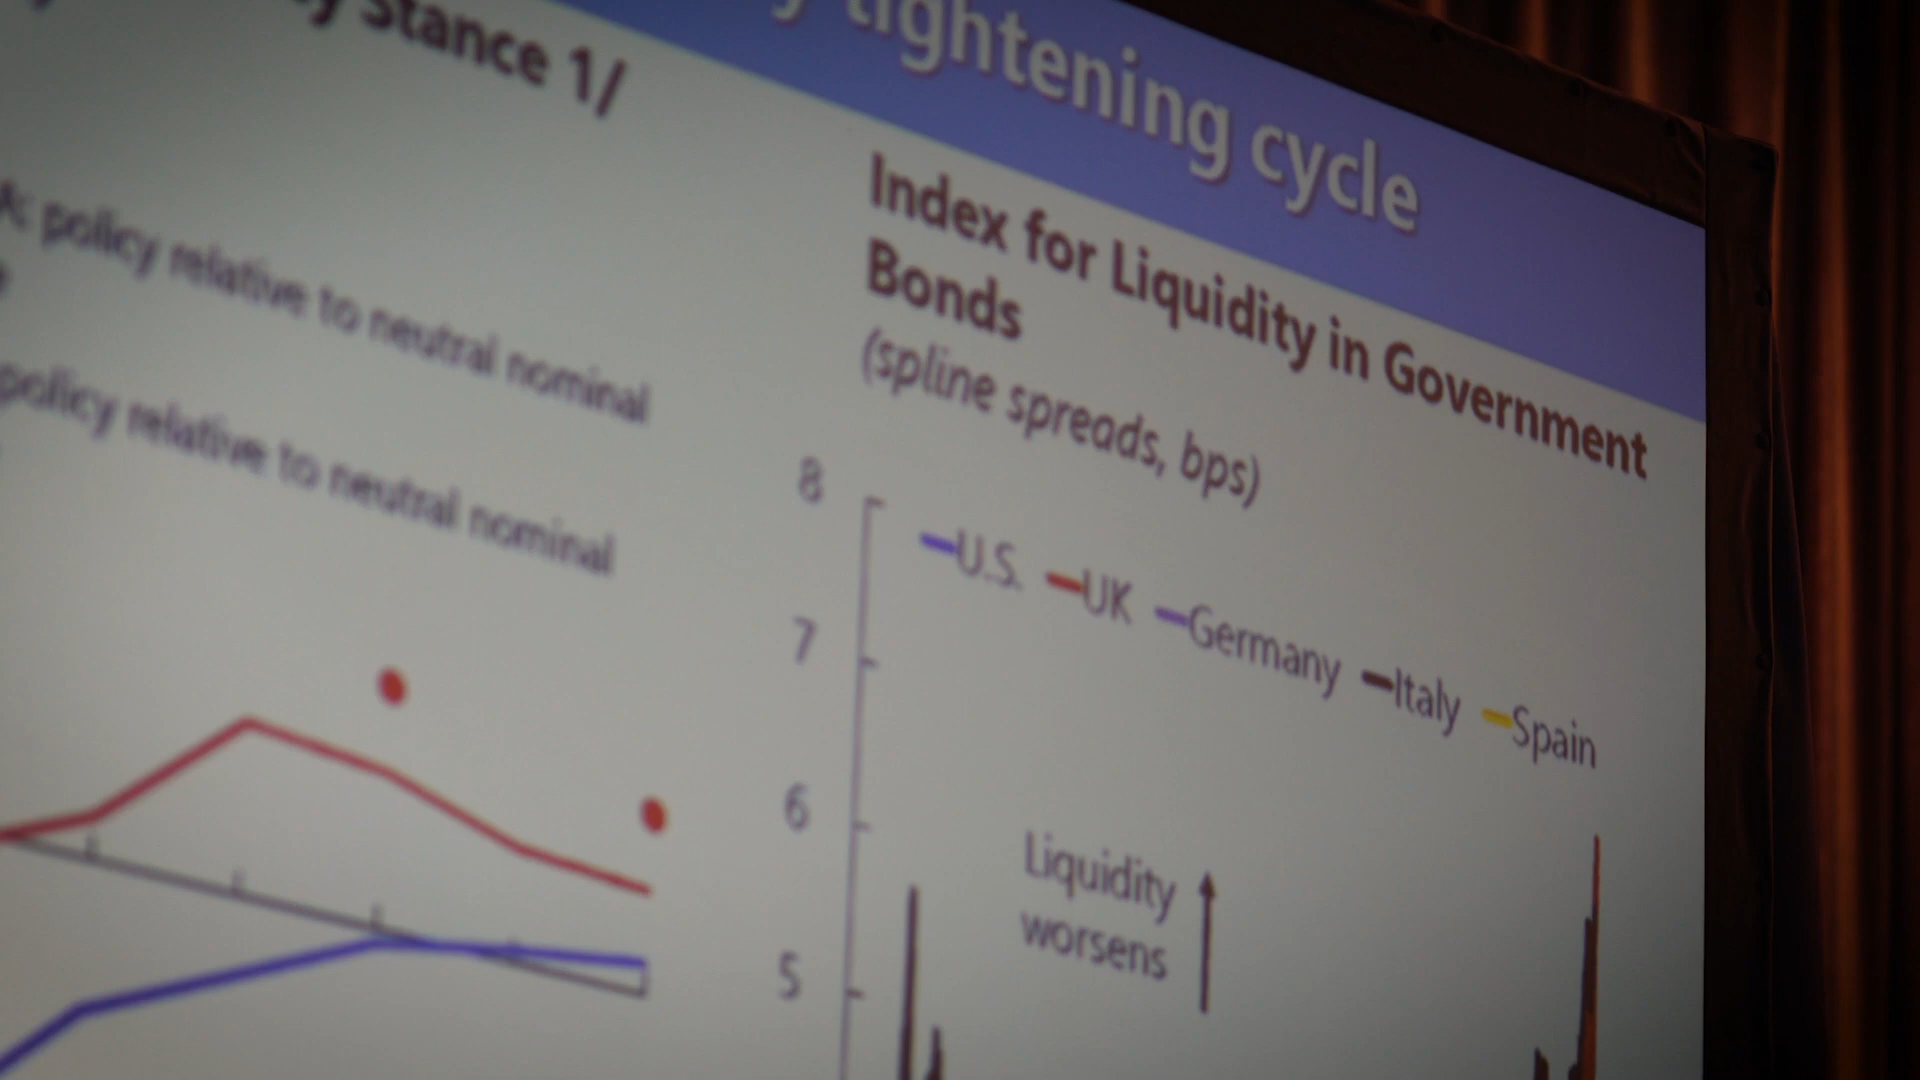 tightening cycle
Stance 1/
policy relative to neutral nominal
policy relative to neutral nominal
Index for Liquidity in Government
Bonds
(spline spreads, bps)
8
7
6
5
U.S. UK Germany Italy Spain
Liquidity
worsens